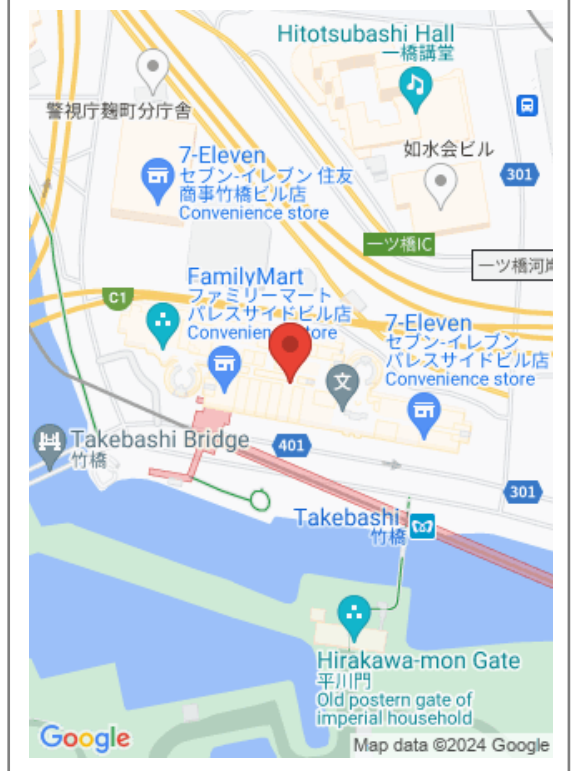 Hitotsubashi Hall
一橋講堂
警視庁麹町分庁舎
7-Eleven
セブン-イレブン 住友
商事竹橋ビル店
Convenience store
如水会ビル
301
一ツ橋IC
一ツ橋河岸
C1
FamilyMart
ファミリーマート
パレスサイドビル店
Convenien
tore
7-Eleven
セブン-イレブン
パレスサイドビル店
Convenience store
文
Takebashi Bridge
竹橋
401
301
Takebashi
竹橋
Hirakawa-mon Gate
平川門
Old postern gate of
imperial household
Google
Map data ©2024 Google